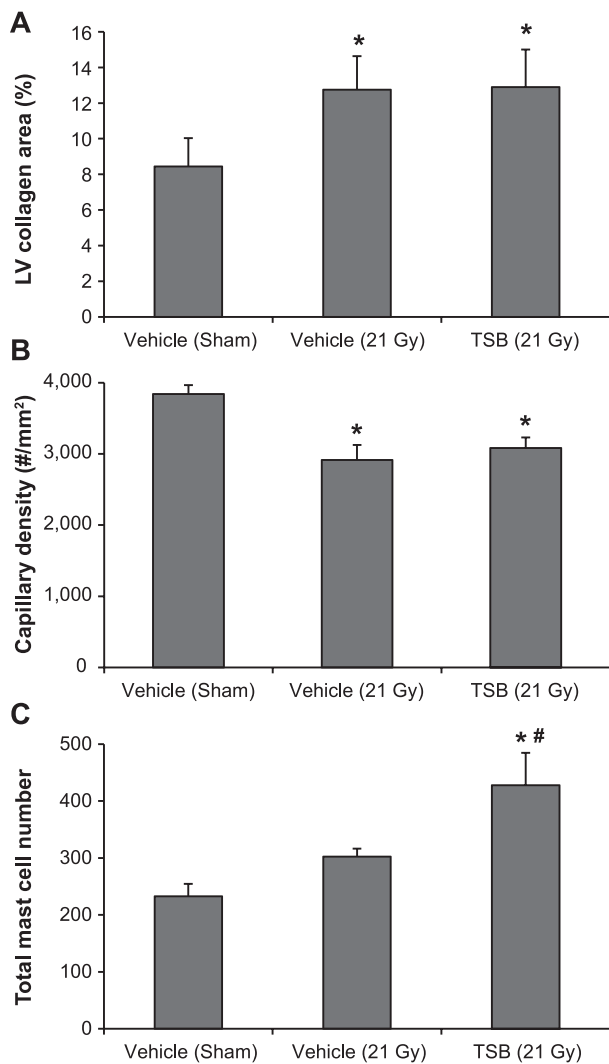 A
LV collagen area (%)
16
14
12
10
8
6
4
2
0
*
*
Vehicle (Sham) Vehicle (21 Gy) TSB (21 Gy)
B
Capillary density (#/mm²)
4,000
3,000
2,000
1,000
0
*
*
Vehicle (Sham) Vehicle (21 Gy) TSB (21 Gy)
C
Total mast cell number
500
400
300
200
100
0
* #
Vehicle (Sham) Vehicle (21 Gy) TSB (21 Gy)